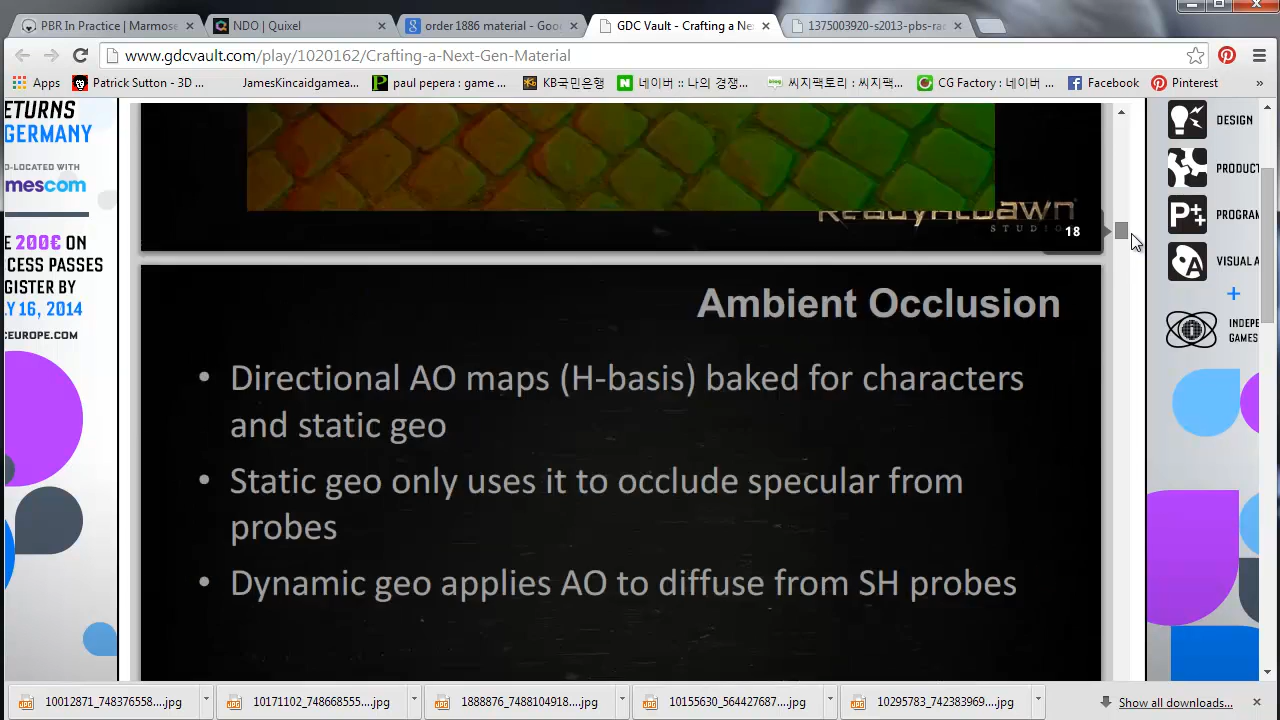 PBR In Practice | Marmose
NDO | Quixel
order 1886 material - Goo
GDC Vault - Crafting a Ne
1375003920-s2013-pbs-rac
www.gdcvault.com/play/1020162/Crafting-a-Next-Gen-Material
Apps
Patrick Sutton - 3D ...
JamesKincaidgamea...
paul pepera game ...
KB국민은행
네이버 :: 나의 경쟁...
씨지팩토리 : 씨지팩...
CG Factory : 네이버 ...
Facebook
Pinterest
»
ETURNS
GERMANY
O-LOCATED WITH
mescom
E 200€ ON
CCESS PASSES
GISTER BY
LY 16, 2014
CEUROPE.COM
ReadyAtDawn
STUDIO
18
Ambient Occlusion
• Directional AO maps (H-basis) baked for characters
and static geo
• Static geo only uses it to occlude specular from
probes
• Dynamic geo applies AO to diffuse from SH probes
DESIGN
PRODUCT
P++
PROGRAM
VISUAL A
+
INDEPE
GAMES
10012871_748376558....jpg
10171102_748668555....jpg
1888876_7488104918....jpg
10155630_564427687....jpg
10295783_742383969....jpg
Show all downloads...